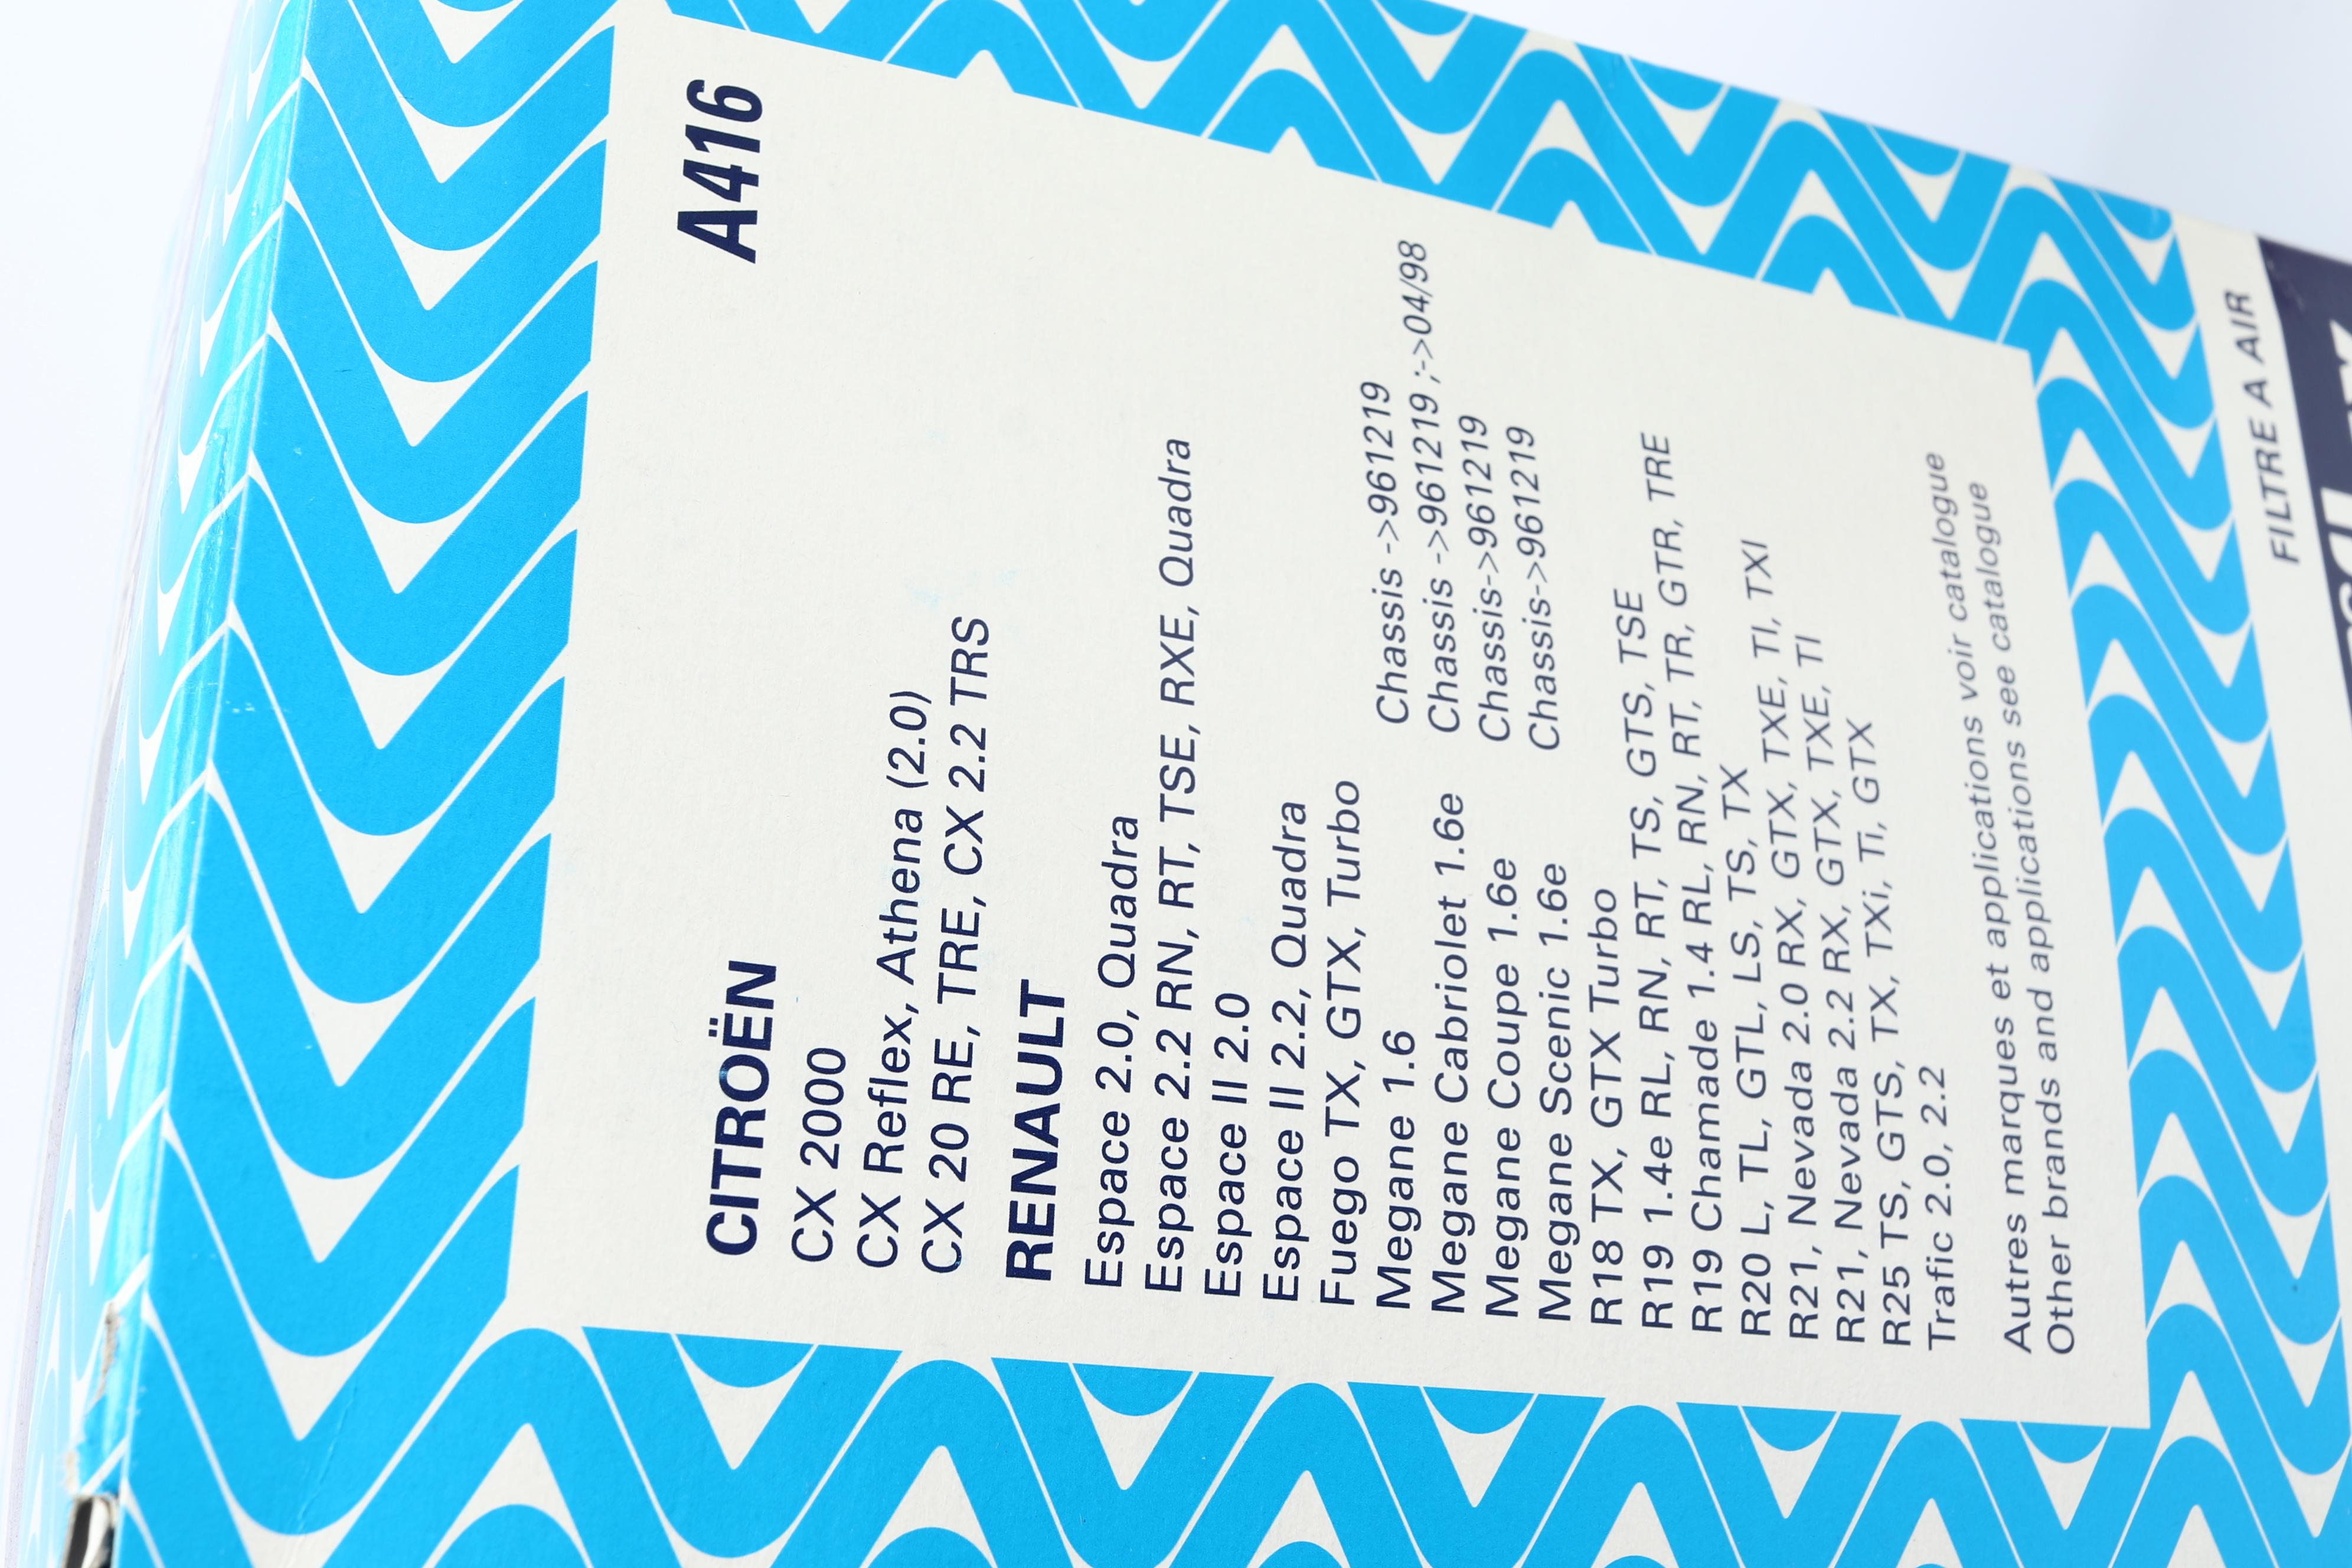 A416
CITROËN
CX 2000
CX Reflex, Athena (2.0)
CX 20 RE, TRE, CX 2.2 TRS
RENAULT
Espace 2.0, Quadra
Espace 2.2 RN, RT, TSE, RXE, Quadra
Espace II 2.0
Espace II 2.2, Quadra
Fuego TX, GTX, Turbo
Megane 1.6 Chassis ->961219
Megane Cabriolet 1.6e Chassis ->961219 ;->04/98
Megane Coupe 1.6e Chassis->961219
Megane Scenic 1.6e Chassis->961219
R18 TX, GTX Turbo
R19 1.4e RL, RN, RT, TS, GTS, TSE
R19 Chamade 1.4 RL, RN, RT, TR, GTR, TRE
R20 L, TL, GTL, LS, TS, TX
R21, Nevada 2.0 RX, GTX, TXE, TI, TXI
R21, Nevada 2.2 RX, GTX, TXE, TI
R25 TS, GTS, TX, TXi, Ti, GTX
Trafic 2.0, 2.2
Autres marques et applications voir catalogue
Other brands and applications see catalogue
FILTRE A AIR